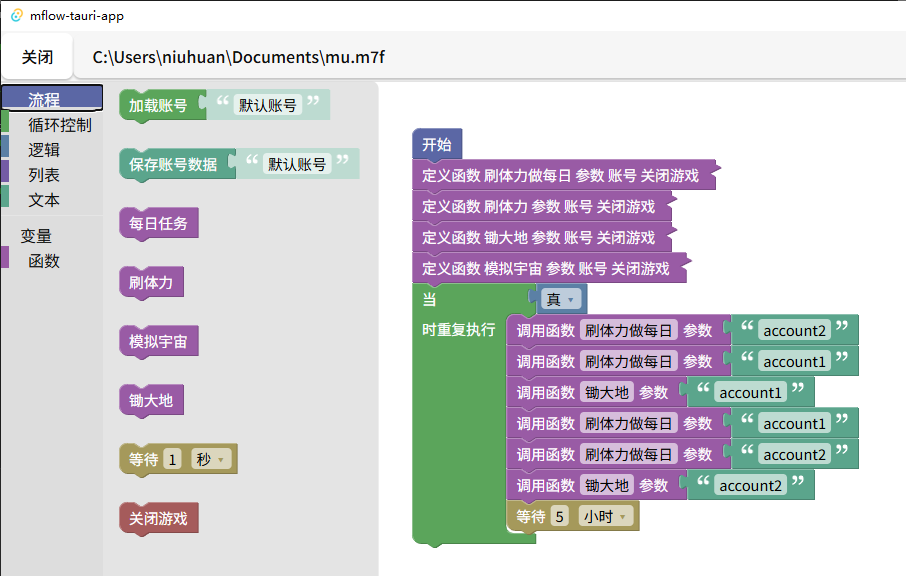 mflow-tauri-app
关闭
C:\Users\niuhuan\Documents\mu.m7f
流程
循环控制
逻辑
列表
文本
变量
函数
加载账号 “ 默认账号 ”
保存账号数据 “ 默认账号 ”
每日任务
刷体力
模拟宇宙
锄大地
等待 1 秒
关闭游戏
开始
定义函数 刷体力做每日 参数 账号 关闭游戏
定义函数 刷体力 参数 账号 关闭游戏
定义函数 锄大地 参数 账号 关闭游戏
定义函数 模拟宇宙 参数 账号 关闭游戏
当 真
时重复执行 调用函数 刷体力做每日 参数 “ account2 ”
调用函数 刷体力做每日 参数 “ account1 ”
调用函数 锄大地 参数 “ account1 ”
调用函数 刷体力做每日 参数 “ account1 ”
调用函数 刷体力做每日 参数 “ account2 ”
调用函数 锄大地 参数 “ account2 ”
等待 5 小时